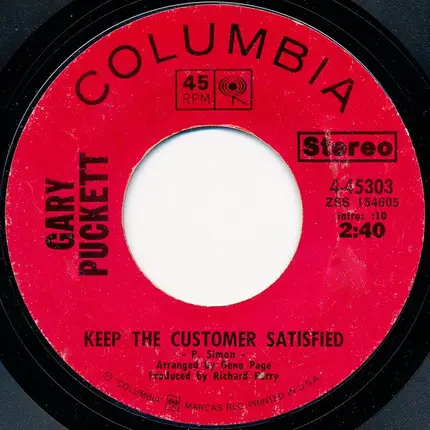 COLUMBIA
45
RPM
Stereo
GARY
PUCKETT
4-45303
ZSS 154605
intro: :10
2:40
KEEP THE CUSTOMER SATISFIED
- P. Simon -
Arranged by Gene Page
Produced by Richard Perry
© COLUMBIA MARCAS REG. PRINTED IN U.S.A.